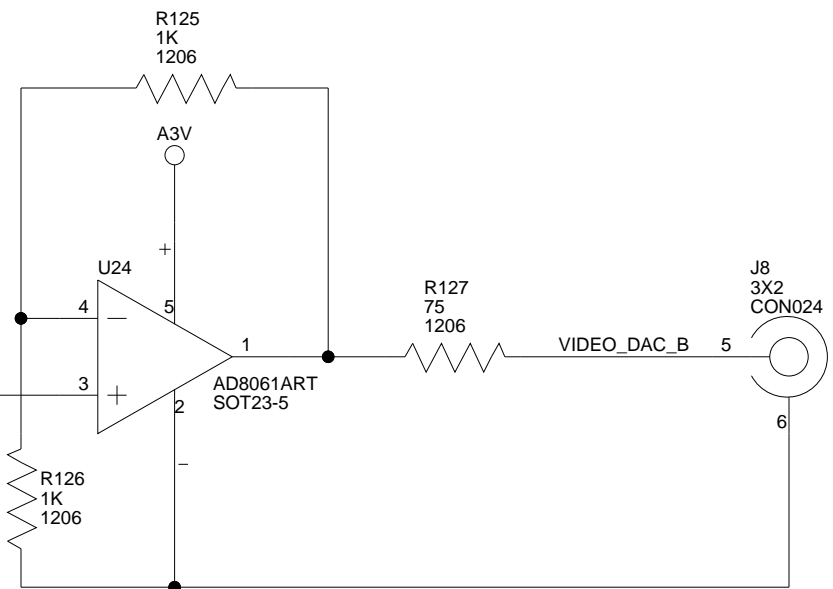 R125
1K
1206
A3V
+
U24
4
−
5
1
3
+
2
−
AD8061ART
SOT23-5
R126
1K
1206
R127
75
1206
VIDEO_DAC_B
5
J8
3X2
CON024
6